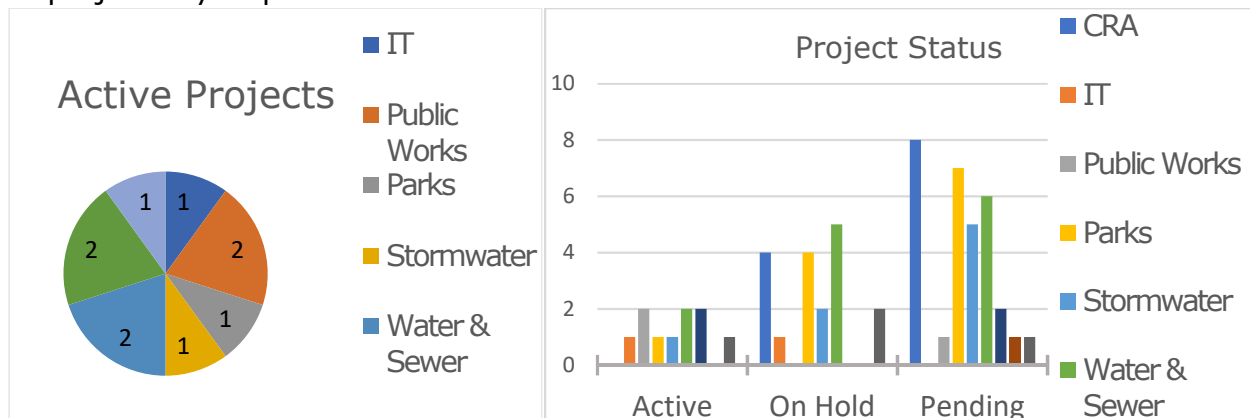 Active Projects
IT
Public
Works
Parks
Stormwater
Water &
Sewer
1
1
2
2
1
2
1
Project Status
10
8
6
4
2
0
Active
On Hold
Pending
CRA
IT
Public Works
Parks
Stormwater
Water &
Sewer